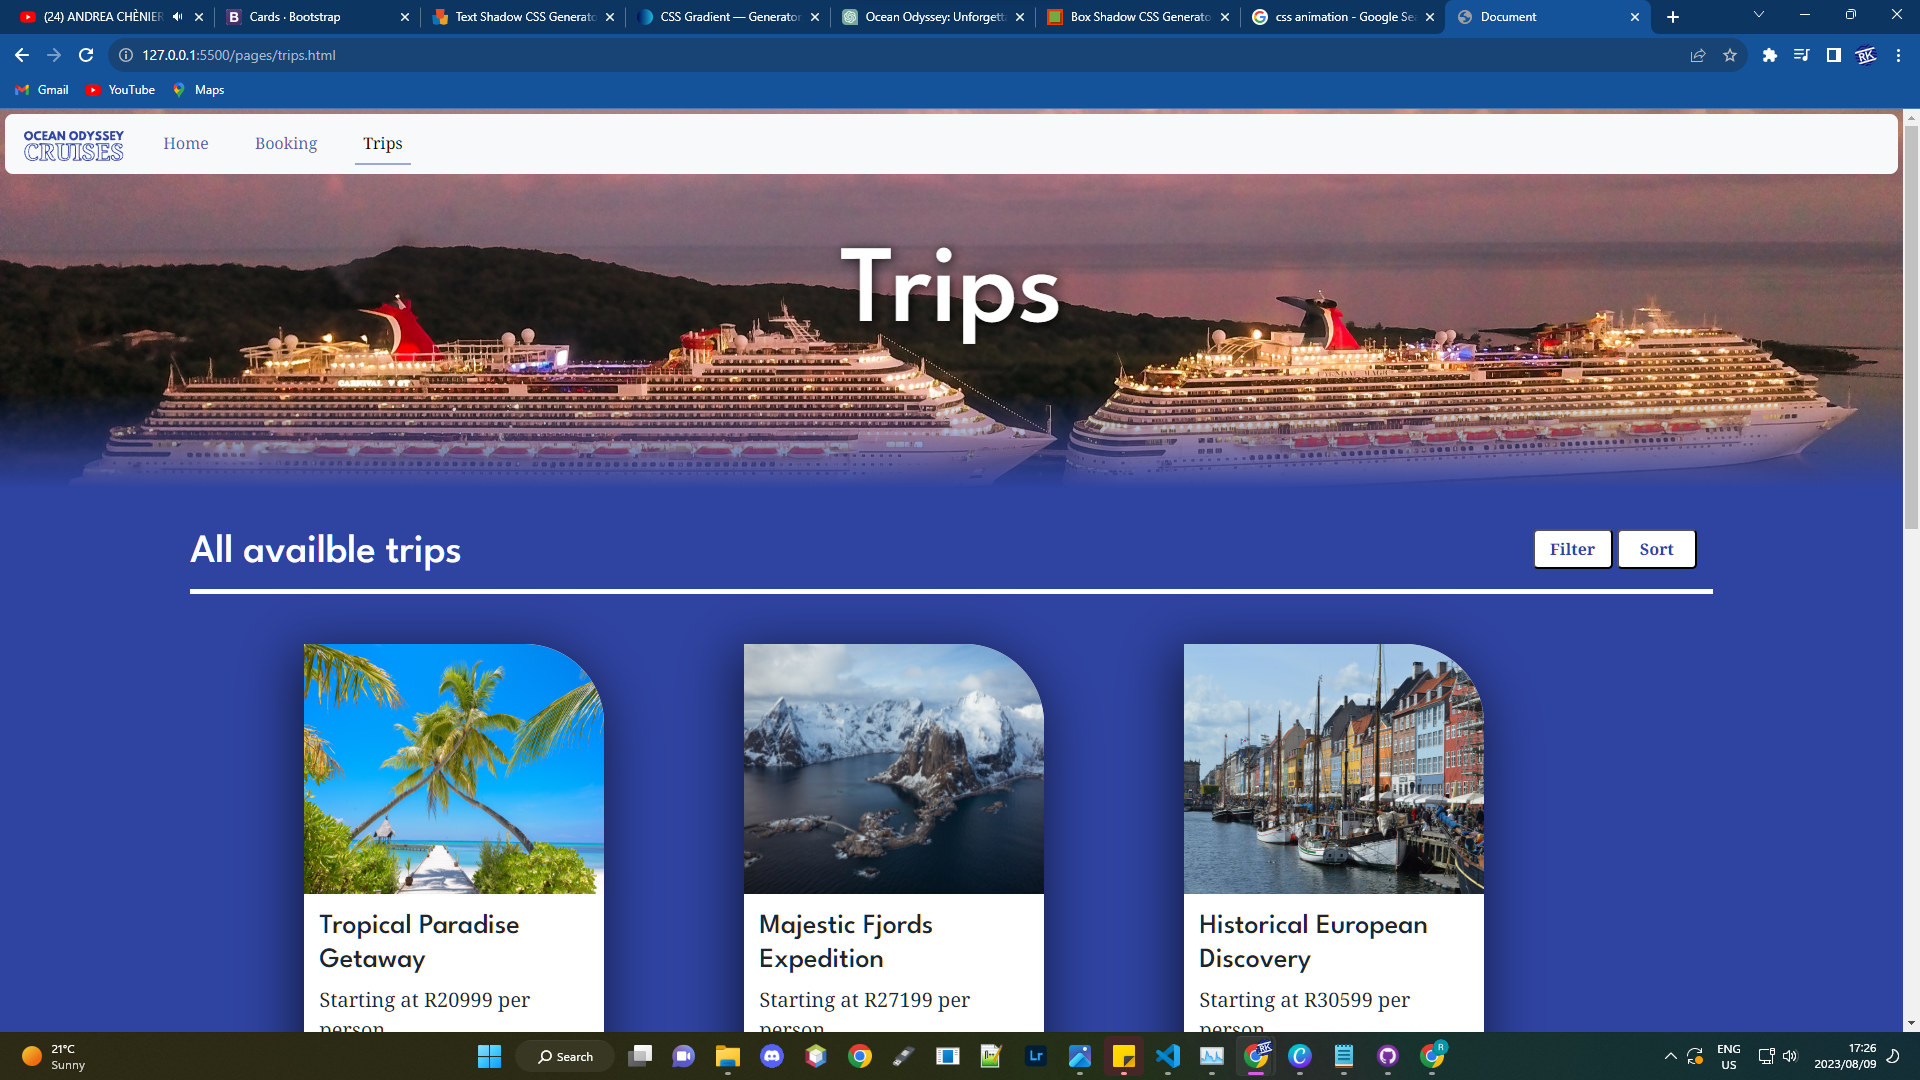 (24) ANDREA CHÈNIER
Cards · Bootstrap
Text Shadow CSS Generato
CSS Gradient — Generator
Ocean Odyssey: Unforgett
Box Shadow CSS Generato
css animation - Google Se
Document
127.0.0.1:5500/pages/trips.html
RK
Gmail
YouTube
Maps
OCEAN ODYSSEY
CRUISES
Home
Booking
Trips
Trips
All availble trips
Filter
Sort
Tropical Paradise
Getaway
Starting at R20999 per
person
Majestic Fjords
Expedition
Starting at R27199 per
person
Historical European
Discovery
Starting at R30599 per
person
21°C
Sunny
Search
Lr
RK
R
ENG
US
17:26
2023/08/09